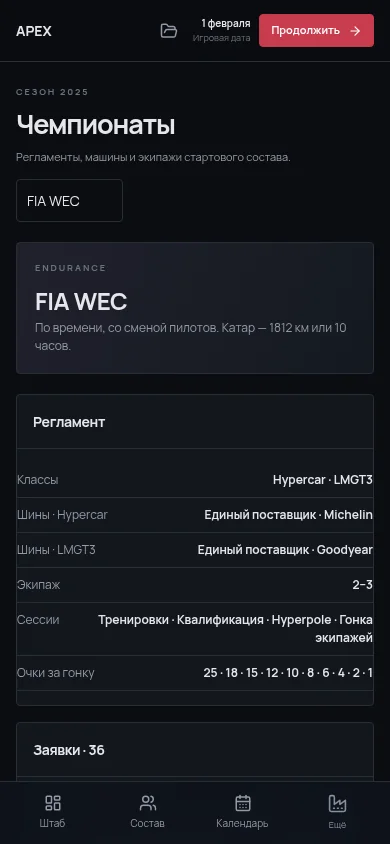 APEX
1 февраля
Игровая дата
Продолжить
СЕЗОН 2025
Чемпионаты
Регламенты, машины и экипажи стартового состава.
FIA WEC
ENDURANCE
FIA WEC
По времени, со сменой пилотов. Катар — 1812 км или 10
часов.
Регламент
Классы
Hypercar · LMGT3
Шины · Hypercar
Единый поставщик · Michelin
Шины · LMGT3
Единый поставщик · Goodyear
Экипаж
2–3
Сессии
Тренировки · Квалификация · Hyperpole · Гонка
экипажей
Очки за гонку
25 · 18 · 15 · 12 · 10 · 8 · 6 · 4 · 2 · 1
Заявки · 36
Штаб
Состав
Календарь
Ещё